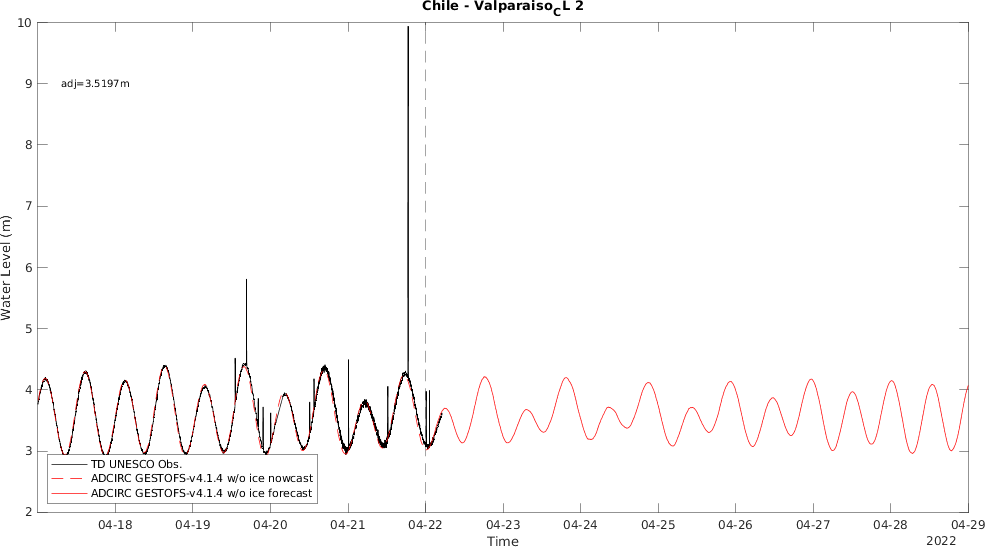 Chile - ValparaisoCL 2
10
9
8
7
6
5
4
3
2
Water Level (m)
adj=3.5197m
TD UNESCO Obs.
ADCIRC GESTOFS-v4.1.4 w/o ice nowcast
ADCIRC GESTOFS-v4.1.4 w/o ice forecast
04-18 04-19 04-20 04-21 04-22 04-23 04-24 04-25 04-26 04-27 04-28 04-29
Time
2022